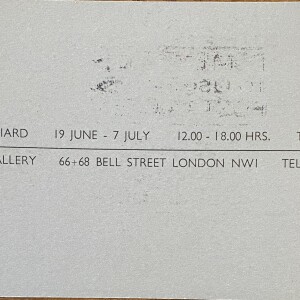 IARD 19 JUNE - 7 JULY 12.00 - 18.00 HRS. T
ALLERY 66+68 BELL STREET LONDON NW1 TEL